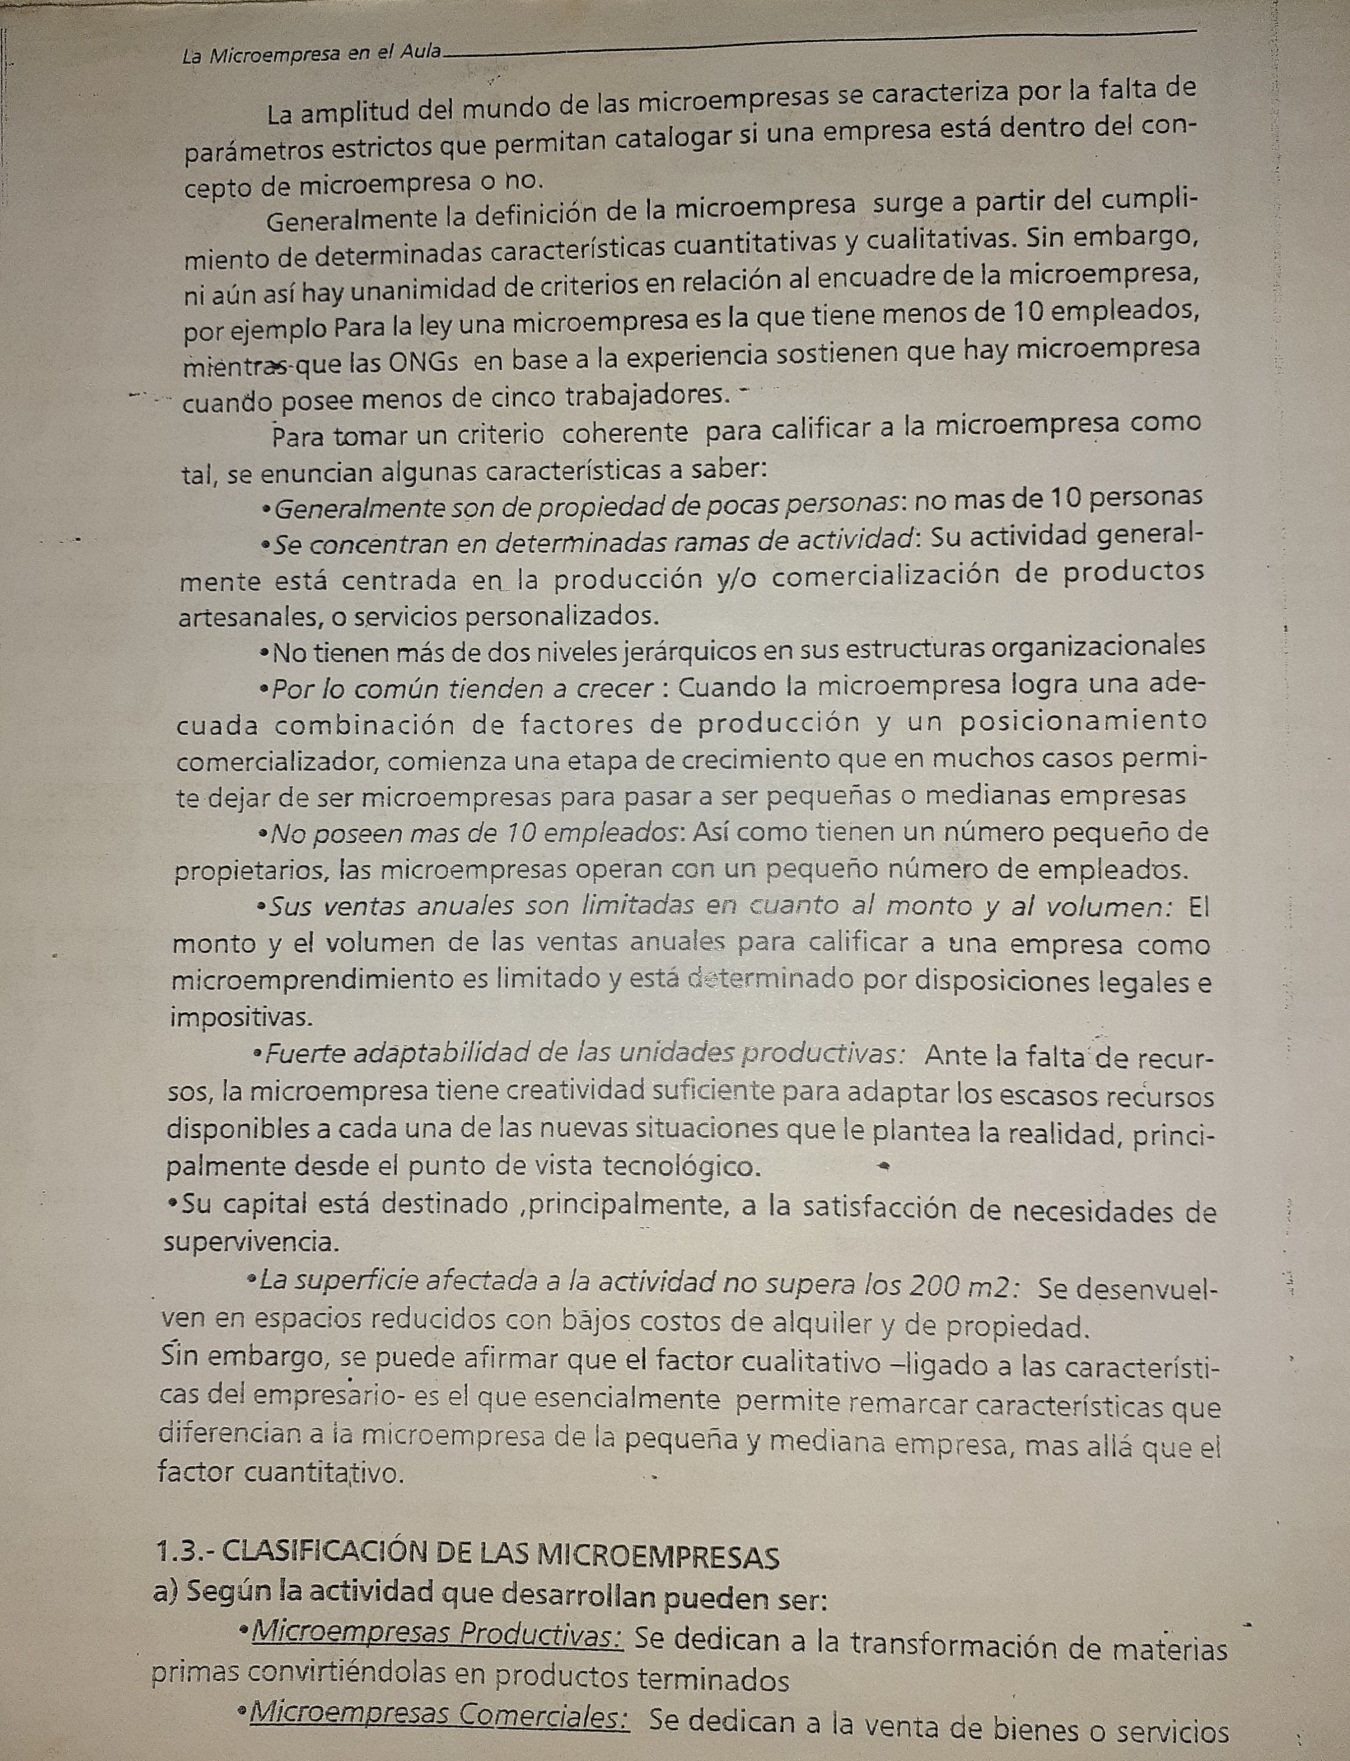 La Microempresa en el Aula
La amplitud del mundo de las microempresas se caracteriza por la falta de
parámetros estrictos que permitan catalogar si una empresa está dentro del con-
cepto de microempresa o no.
Generalmente la definición de la microempresa surge a partir del cumpli-
miento de determinadas características cuantitativas y cualitativas. Sin embargo,
ni aún así hay unanimidad de criterios en relación al encuadre de la microempresa,
por ejemplo Para la ley una microempresa es la que tiene menos de 10 empleados,
mientras que las ONGs en base a la experiencia sostienen que hay microempresa
cuando posee menos de cinco trabajadores.
Para tomar un criterio coherente para calificar a la microempresa como
tal, se enuncian algunas características a saber:
•Generalmente son de propiedad de pocas personas: no mas de 10 personas
•Se concentran en determinadas ramas de actividad: Su actividad general-
mente está centrada en la producción y/o comercialización de productos
artesanales, o servicios personalizados.
•No tienen más de dos niveles jerárquicos en sus estructuras organizacionales
•Por lo común tienden a crecer : Cuando la microempresa logra una ade-
cuada combinación de factores de producción y un posicionamiento
comercializador, comienza una etapa de crecimiento que en muchos casos permi-
te dejar de ser microempresas para pasar a ser pequeñas o medianas empresas
•No poseen mas de 10 empleados: Así como tienen un número pequeño de
propietarios, las microempresas operan con un pequeño número de empleados.
•Sus ventas anuales son limitadas en cuanto al monto y al volumen: El
monto y el volumen de las ventas anuales para calificar a una empresa como
microemprendimiento es limitado y está determinado por disposiciones legales e
impositivas.
•Fuerte adaptabilidad de las unidades productivas: Ante la falta de recur-
sos, la microempresa tiene creatividad suficiente para adaptar los escasos recursos
disponibles a cada una de las nuevas situaciones que le plantea la realidad, princi-
palmente desde el punto de vista tecnológico.
•Su capital está destinado ,principalmente, a la satisfacción de necesidades de
supervivencia.
•La superficie afectada a la actividad no supera los 200 m2: Se desenvuel-
ven en espacios reducidos con bajos costos de alquiler y de propiedad.
Sin embargo, se puede afirmar que el factor cualitativo –ligado a las característi-
cas del empresario- es el que esencialmente permite remarcar características que
diferencian a la microempresa de la pequeña y mediana empresa, mas allá que el
factor cuantitativo.
1.3.- CLASIFICACIÓN DE LAS MICROEMPRESAS
a) Según la actividad que desarrollan pueden ser:
•Microempresas Productivas: Se dedican a la transformación de materias
primas convirtiéndolas en productos terminados
•Microempresas Comerciales: Se dedican a la venta de bienes o servicios